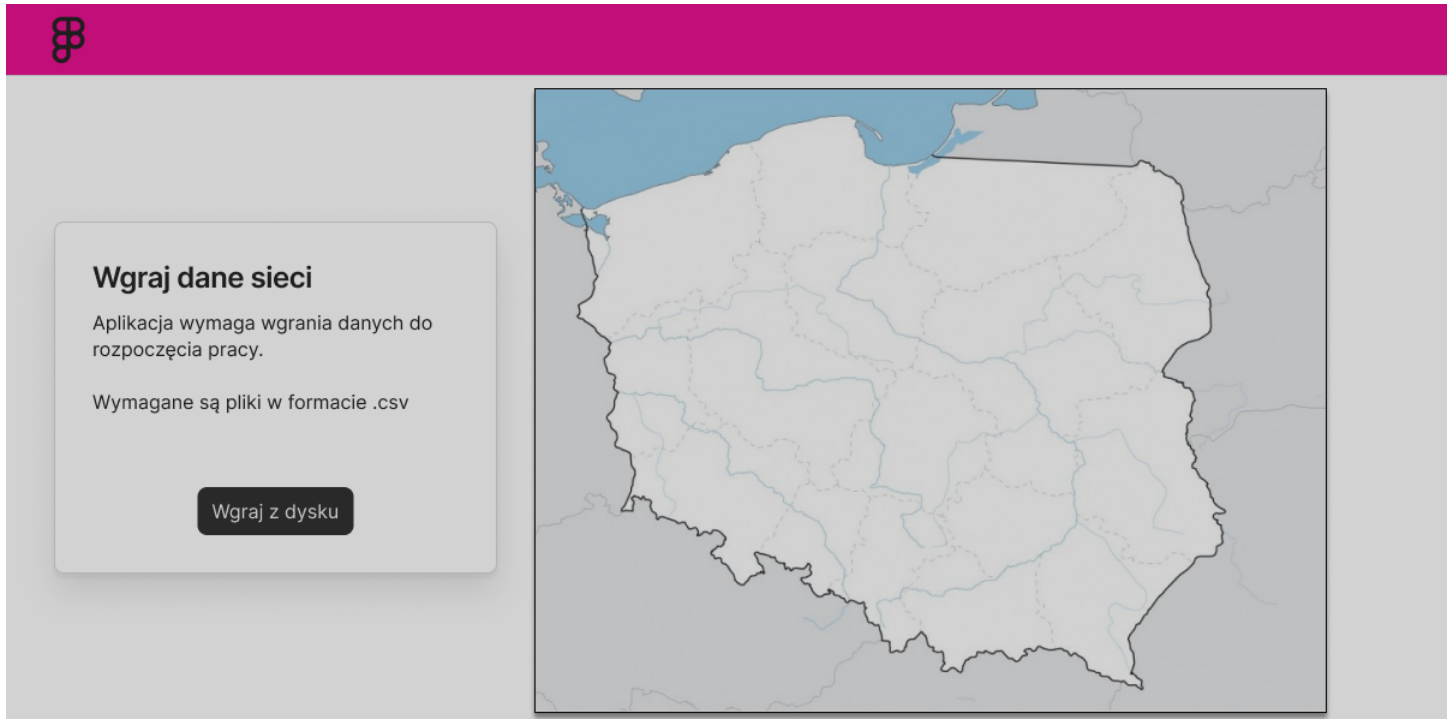 Wgraj dane sieci
Aplikacja wymaga wgrania danych do
rozpoczęcia pracy.
Wymagane są pliki w formacie .csv
Wgraj z dysku